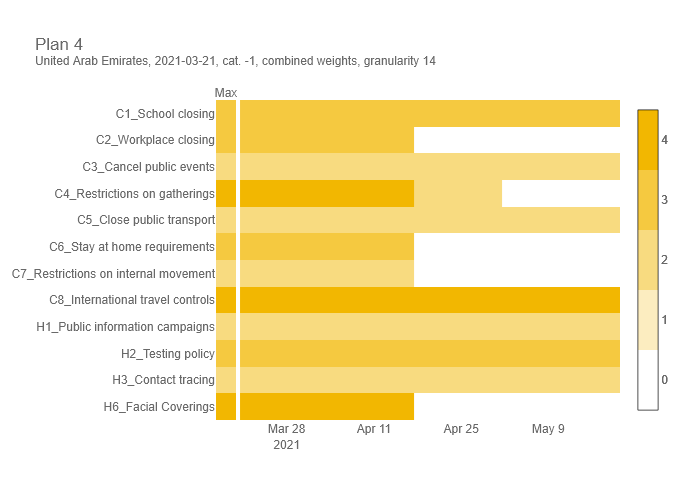 Plan 4
United Arab Emirates, 2021-03-21, cat. -1, combined weights, granularity 14
Max
C1_School closing
C2_Workplace closing
C3_Cancel public events
C4_Restrictions on gatherings
C5_Close public transport
C6_Stay at home requirements
C7_Restrictions on internal movement
C8_International travel controls
H1_Public information campaigns
H2_Testing policy
H3_Contact tracing
H6_Facial Coverings
Mar 28 Apr 11 Apr 25 May 9
2021
4
3
2
1
0